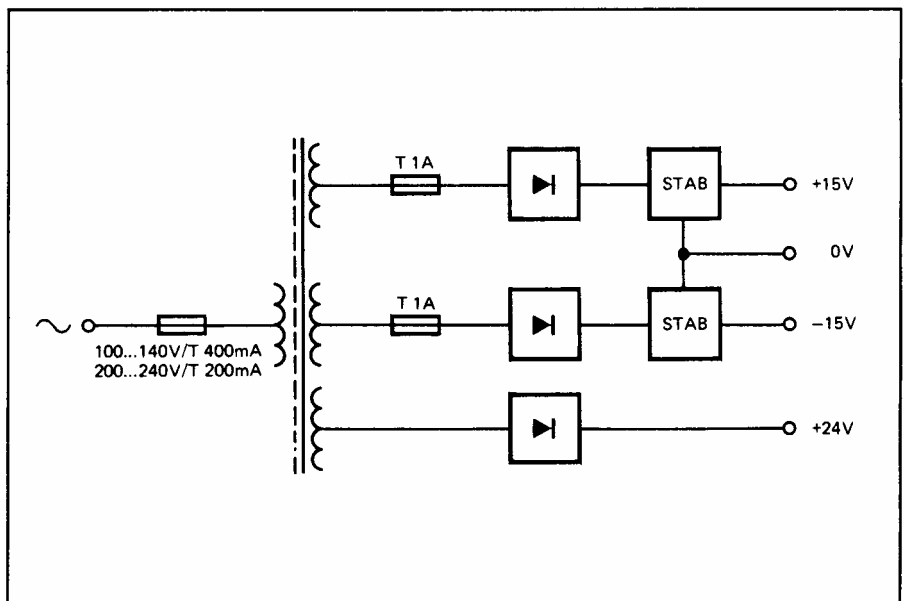 T 1A
STAB
+15V
0V
T 1A
STAB
−15V
100...140V/T 400mA
200...240V/T 200mA
+24V